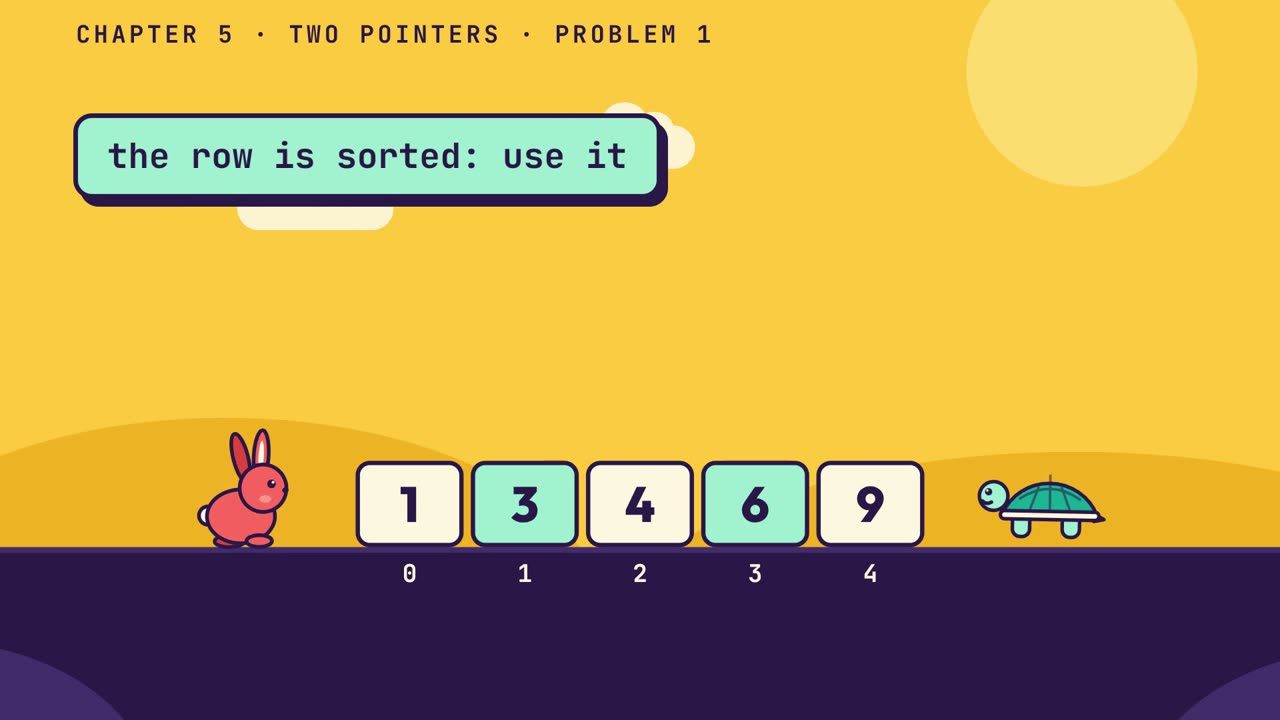 CHAPTER 5 · TWO POINTERS · PROBLEM 1
the row is sorted: use it
1 3 4 6 9
0 1 2 3 4